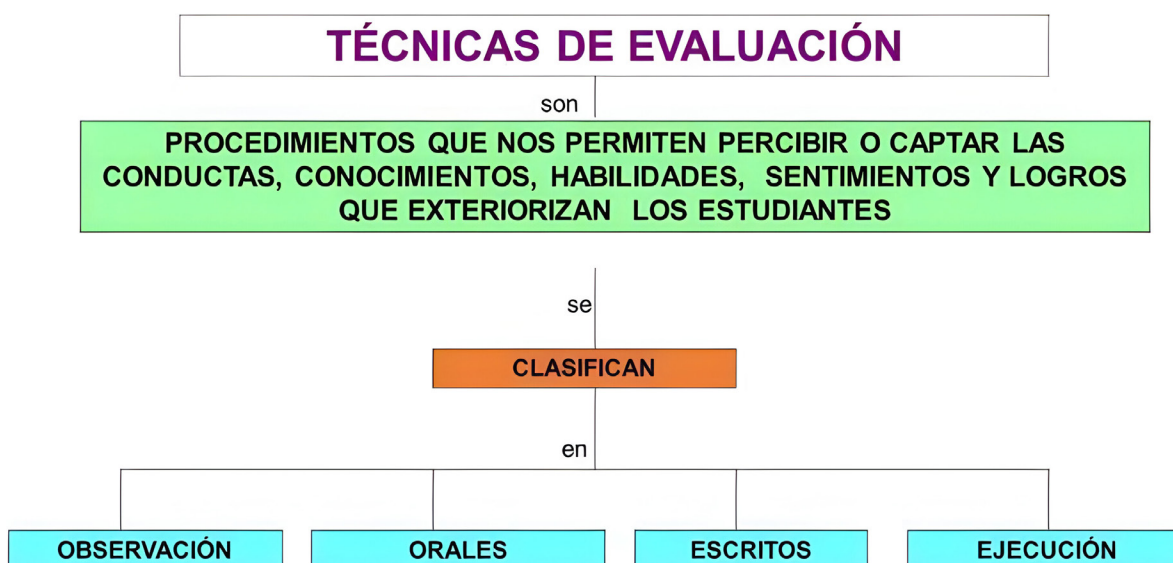 TÉCNICAS DE EVALUACIÓN
son
PROCEDIMIENTOS QUE NOS PERMITEN PERCIBIR O CAPTAR LAS
CONDUCTAS, CONOCIMIENTOS, HABILIDADES, SENTIMIENTOS Y LOGROS
QUE EXTERIORIZAN LOS ESTUDIANTES
se
CLASIFICAN
en
OBSERVACIÓN
ORALES
ESCRITOS
EJECUCIÓN